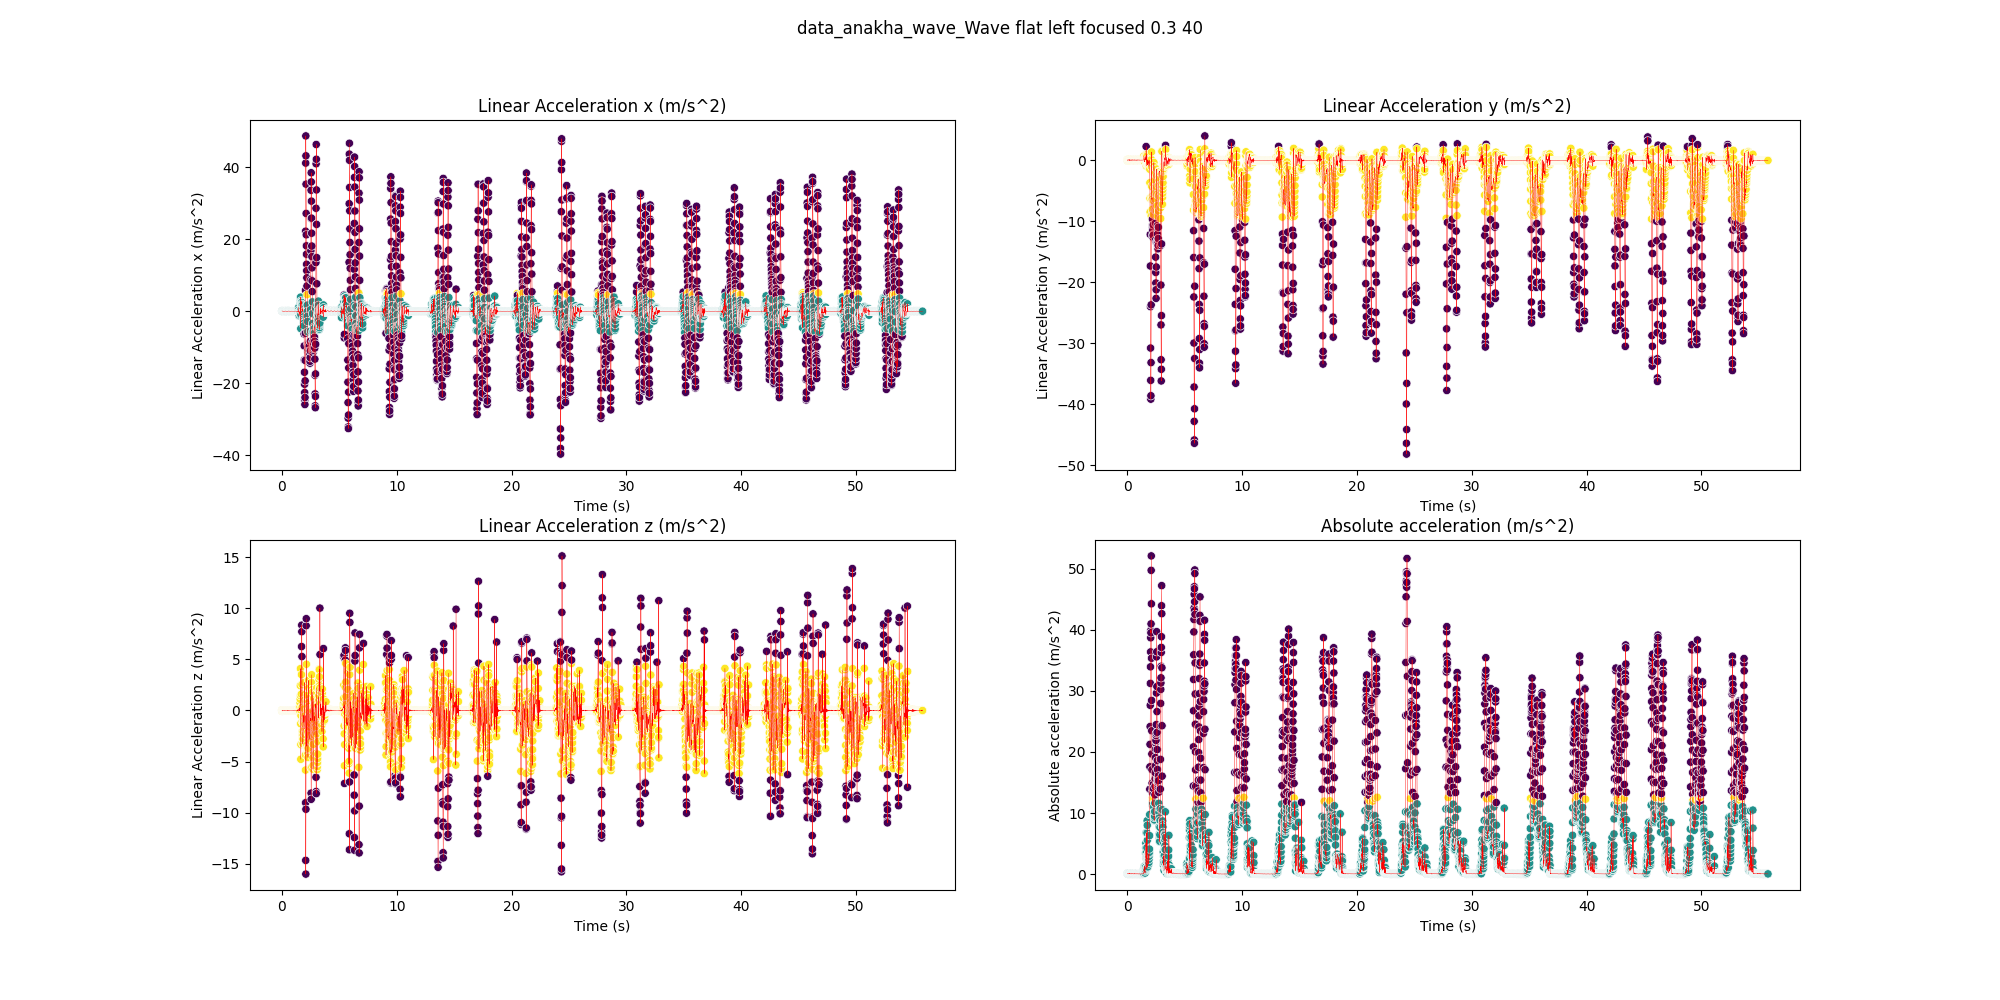 data_anakha_wave_Wave flat left focused 0.3 40
Linear Acceleration x (m/s^2)
Linear Acceleration x (m/s^2)
40
20
0
−20
−40
0 10 20 30 40 50
Time (s)
Linear Acceleration y (m/s^2)
Linear Acceleration y (m/s^2)
0
−10
−20
−30
−40
−50
0 10 20 30 40 50
Time (s)
Linear Acceleration z (m/s^2)
Linear Acceleration z (m/s^2)
15
10
5
0
−5
−10
−15
0 10 20 30 40 50
Time (s)
Absolute acceleration (m/s^2)
Absolute acceleration (m/s^2)
50
40
30
20
10
0
0 10 20 30 40 50
Time (s)